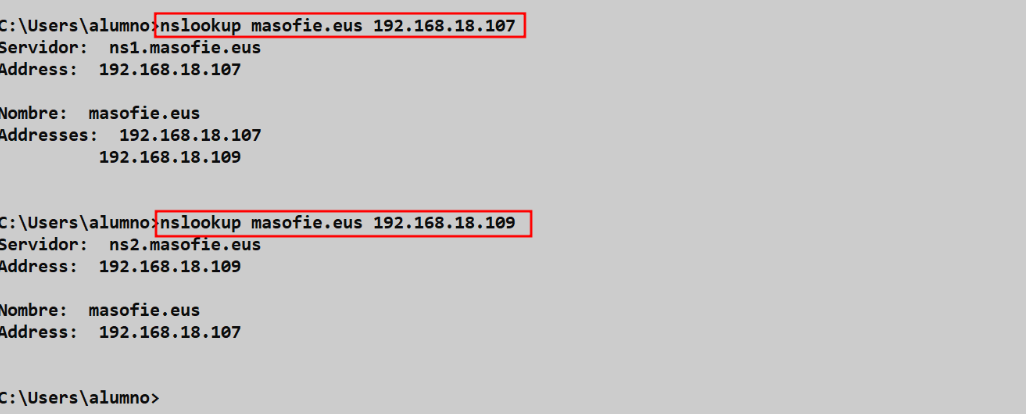 C:\Users\alumno>nslookup masofie.eus 192.168.18.107
Servidor:  ns1.masofie.eus
Address:  192.168.18.107
Nombre:  masofie.eus
Addresses:  192.168.18.107
192.168.18.109
C:\Users\alumno>nslookup masofie.eus 192.168.18.109
Servidor:  ns2.masofie.eus
Address:  192.168.18.109
Nombre:  masofie.eus
Address:  192.168.18.107
C:\Users\alumno>